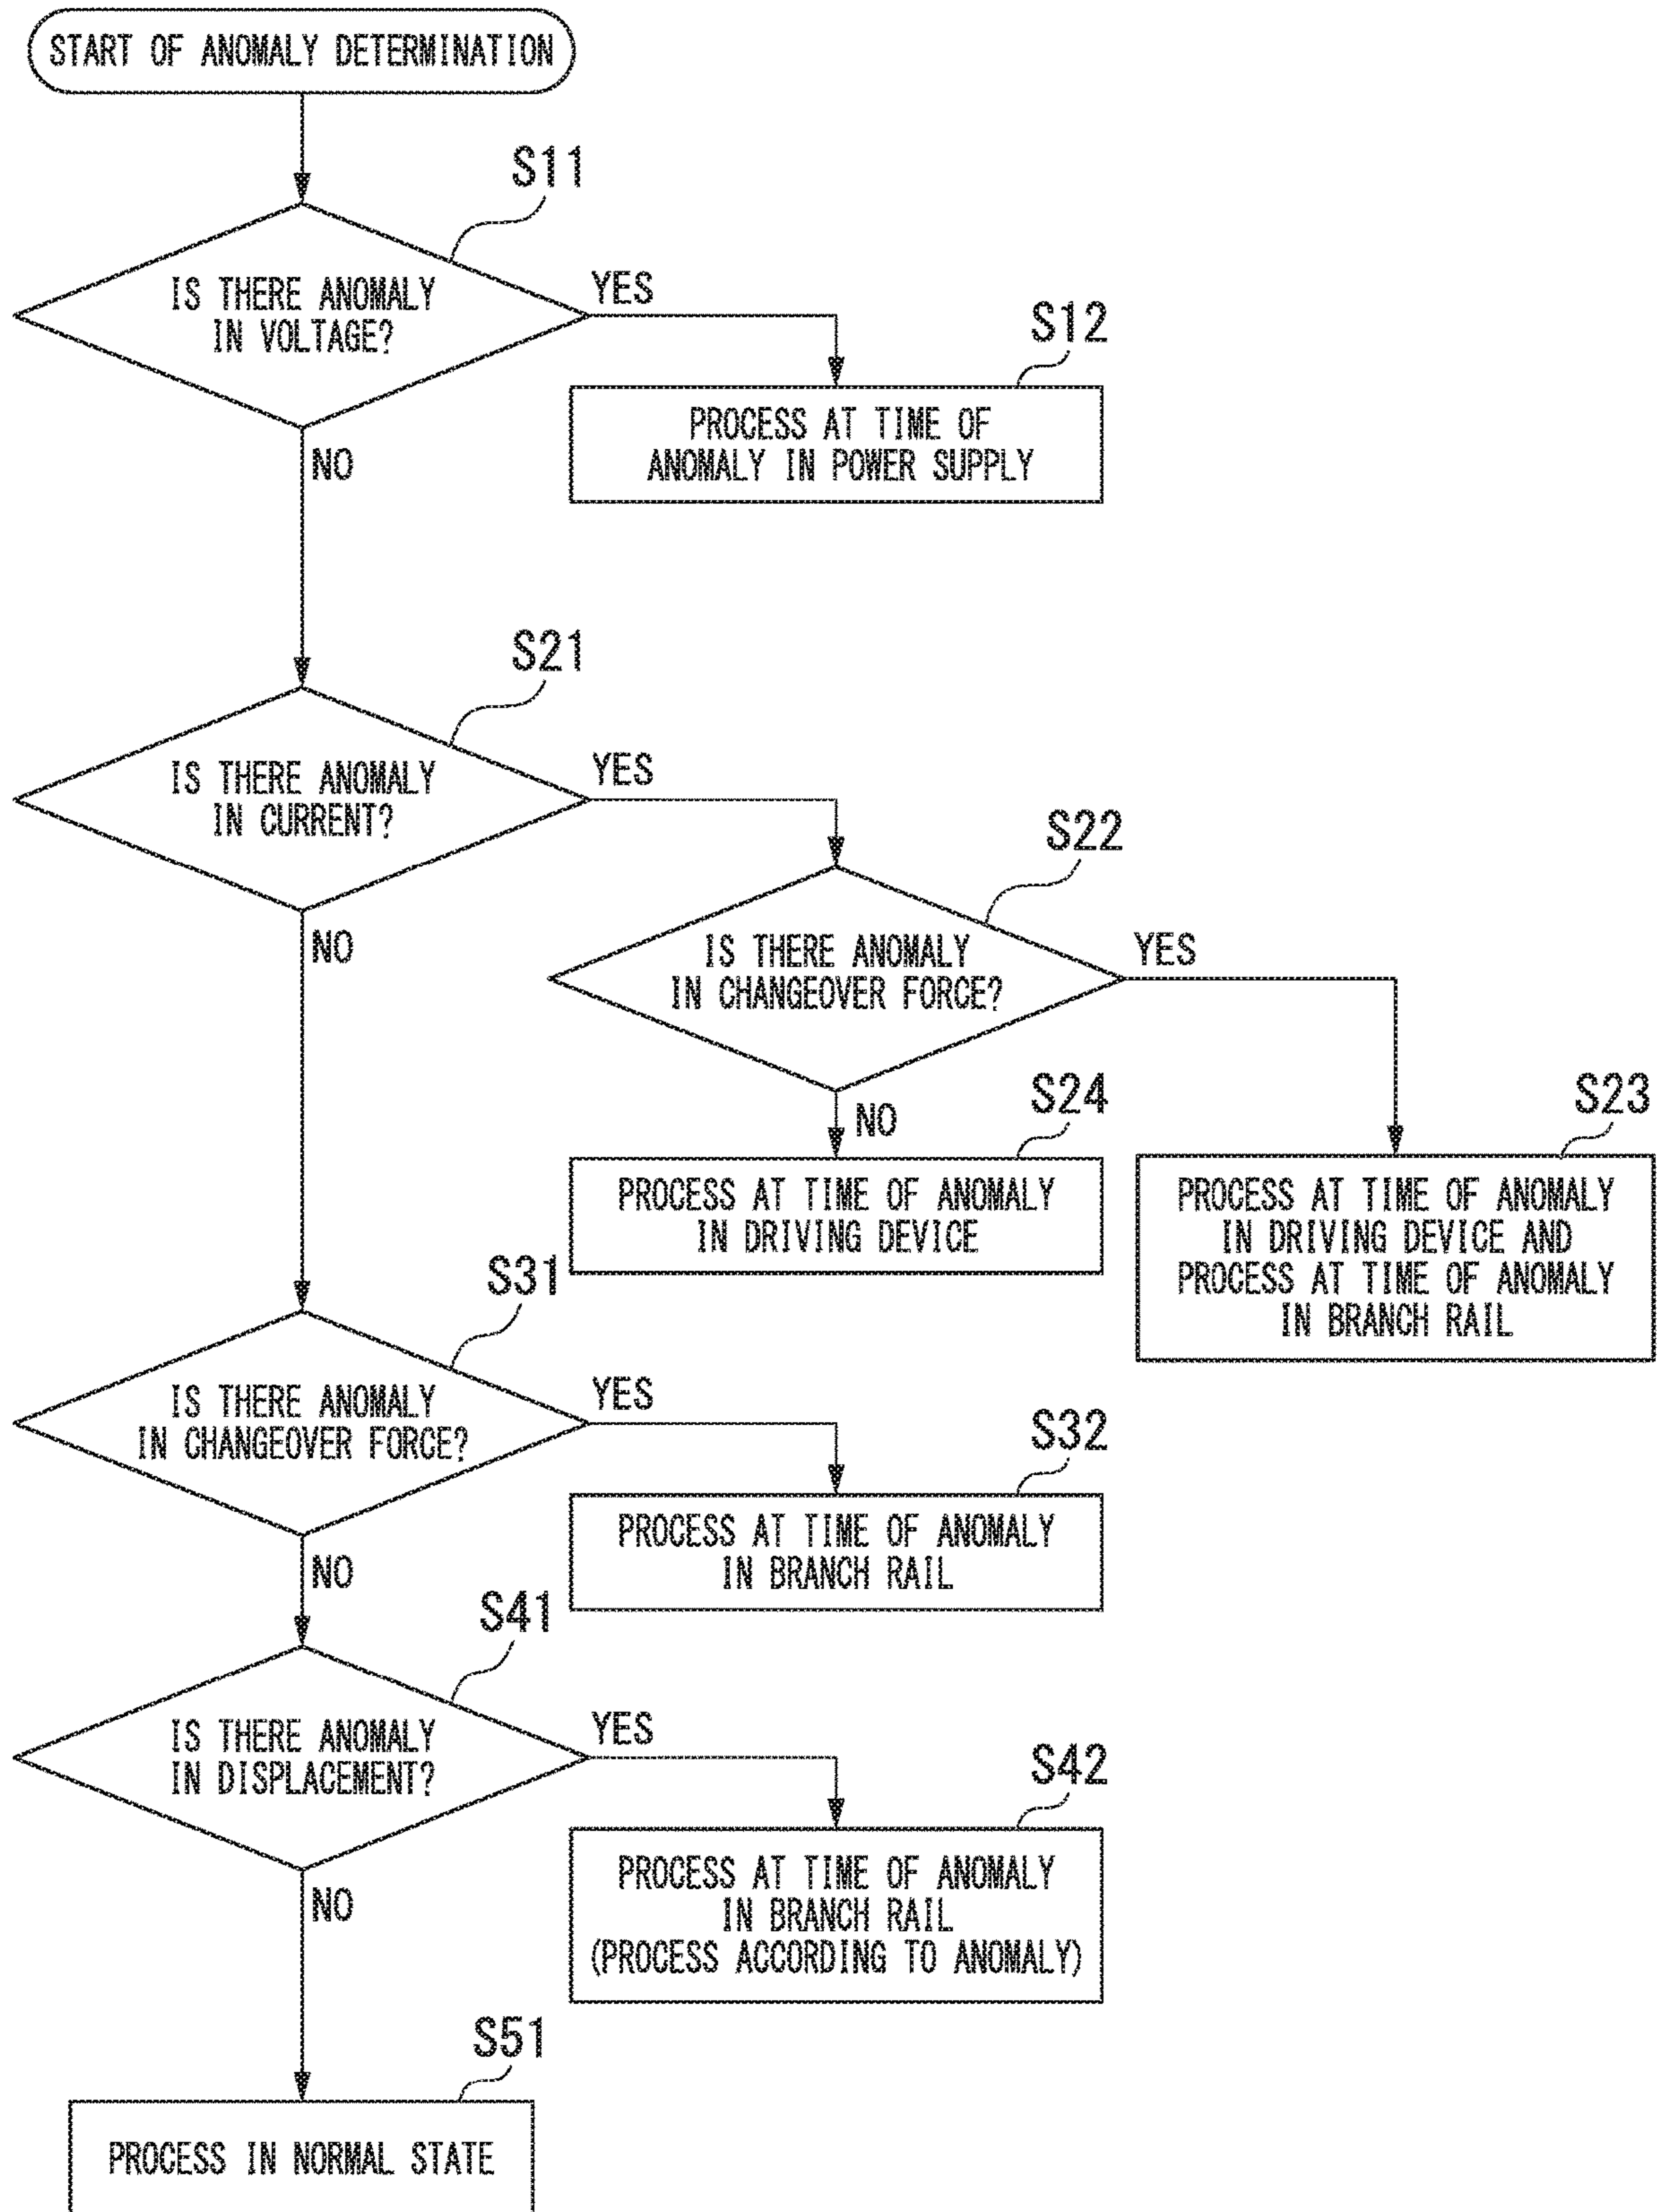 START OF ANOMALY DETERMINATION
S11
IS THERE ANOMALY
IN VOLTAGE?
YES
S12
PROCESS AT TIME OF
ANOMALY IN POWER SUPPLY
NO
S21
IS THERE ANOMALY
IN CURRENT?
YES
S22
IS THERE ANOMALY
IN CHANGEOVER FORCE?
YES
NO
NO
S24
PROCESS AT TIME OF ANOMALY
IN DRIVING DEVICE
S23
PROCESS AT TIME OF ANOMALY
IN DRIVING DEVICE AND
PROCESS AT TIME OF ANOMALY
IN BRANCH RAIL
S31
IS THERE ANOMALY
IN CHANGEOVER FORCE?
YES
S32
PROCESS AT TIME OF ANOMALY
IN BRANCH RAIL
NO
S41
IS THERE ANOMALY
IN DISPLACEMENT?
YES
S42
PROCESS AT TIME OF ANOMALY
IN BRANCH RAIL
(PROCESS ACCORDING TO ANOMALY)
NO
S51
PROCESS IN NORMAL STATE